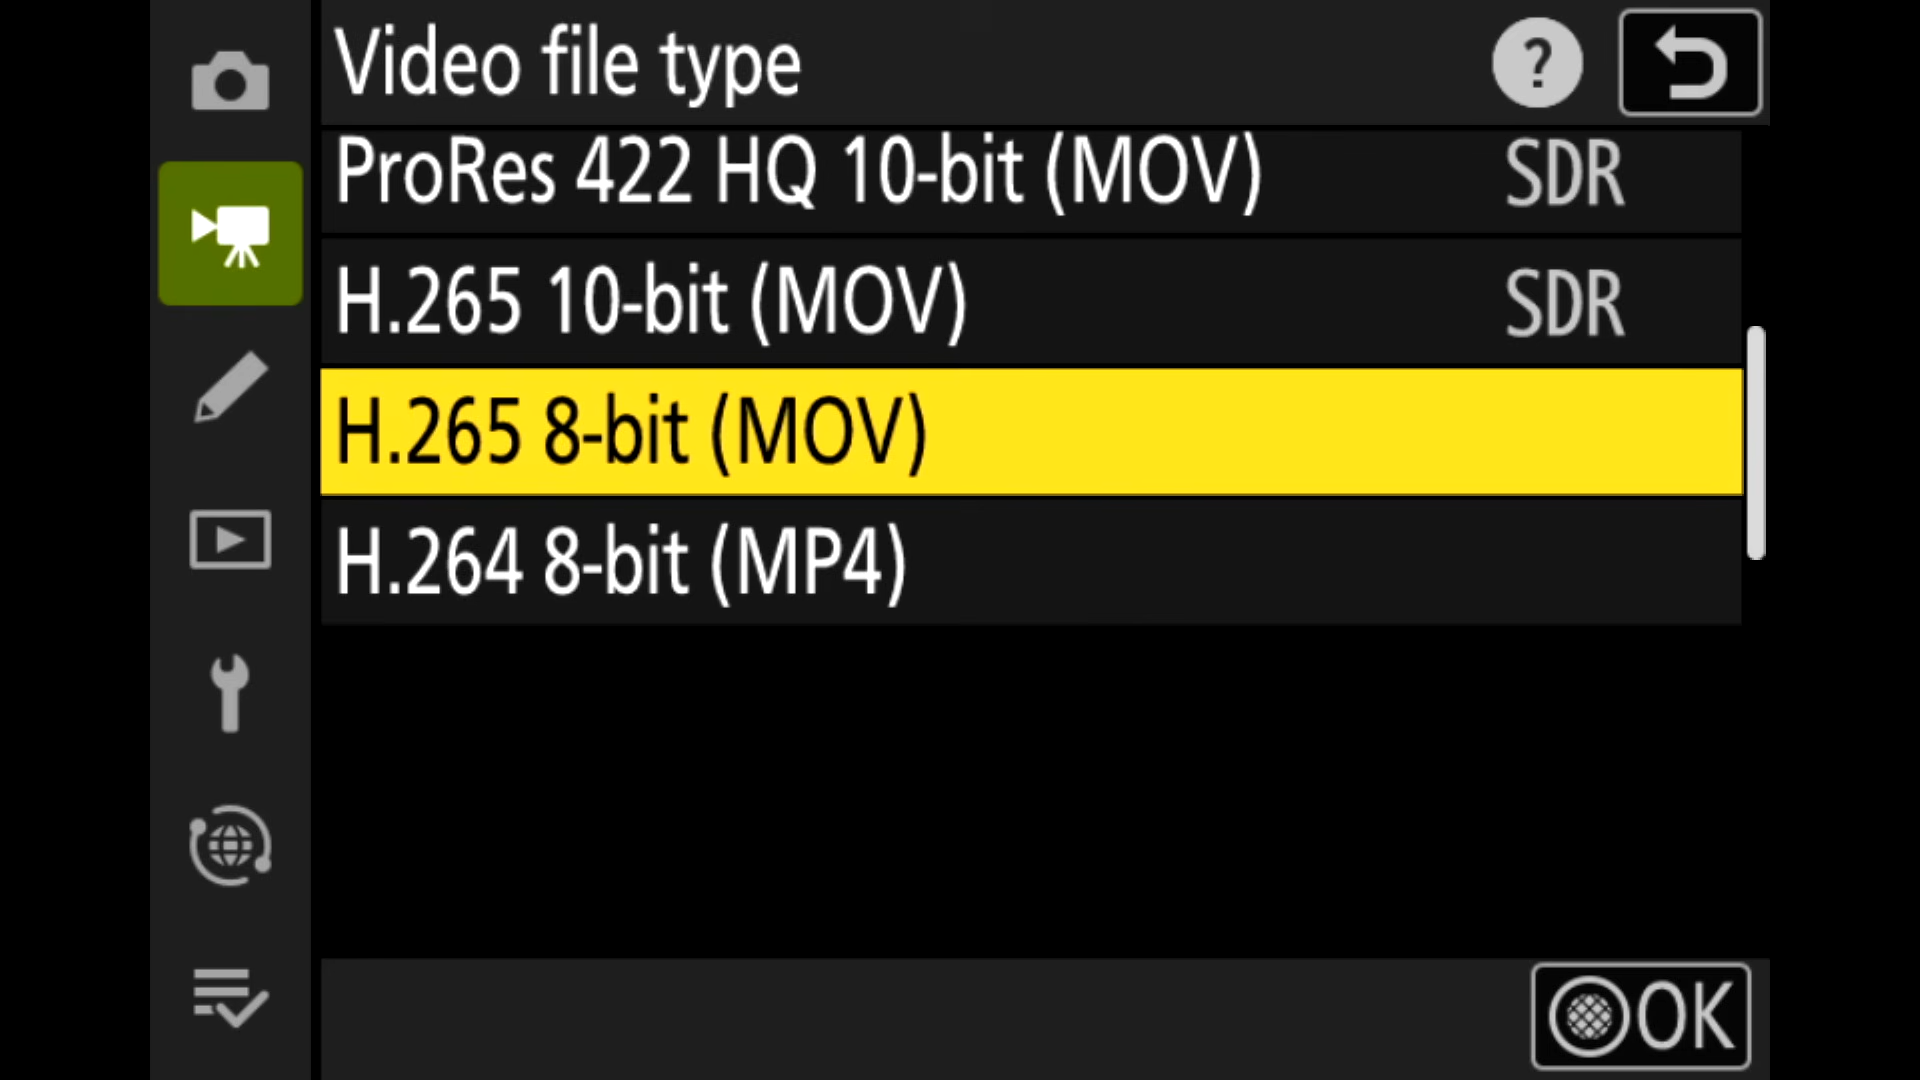 Video file type
?
ProRes 422 HQ 10-bit (MOV) SDR
H.265 10-bit (MOV) SDR
H.265 8-bit (MOV)
H.264 8-bit (MP4)
OK